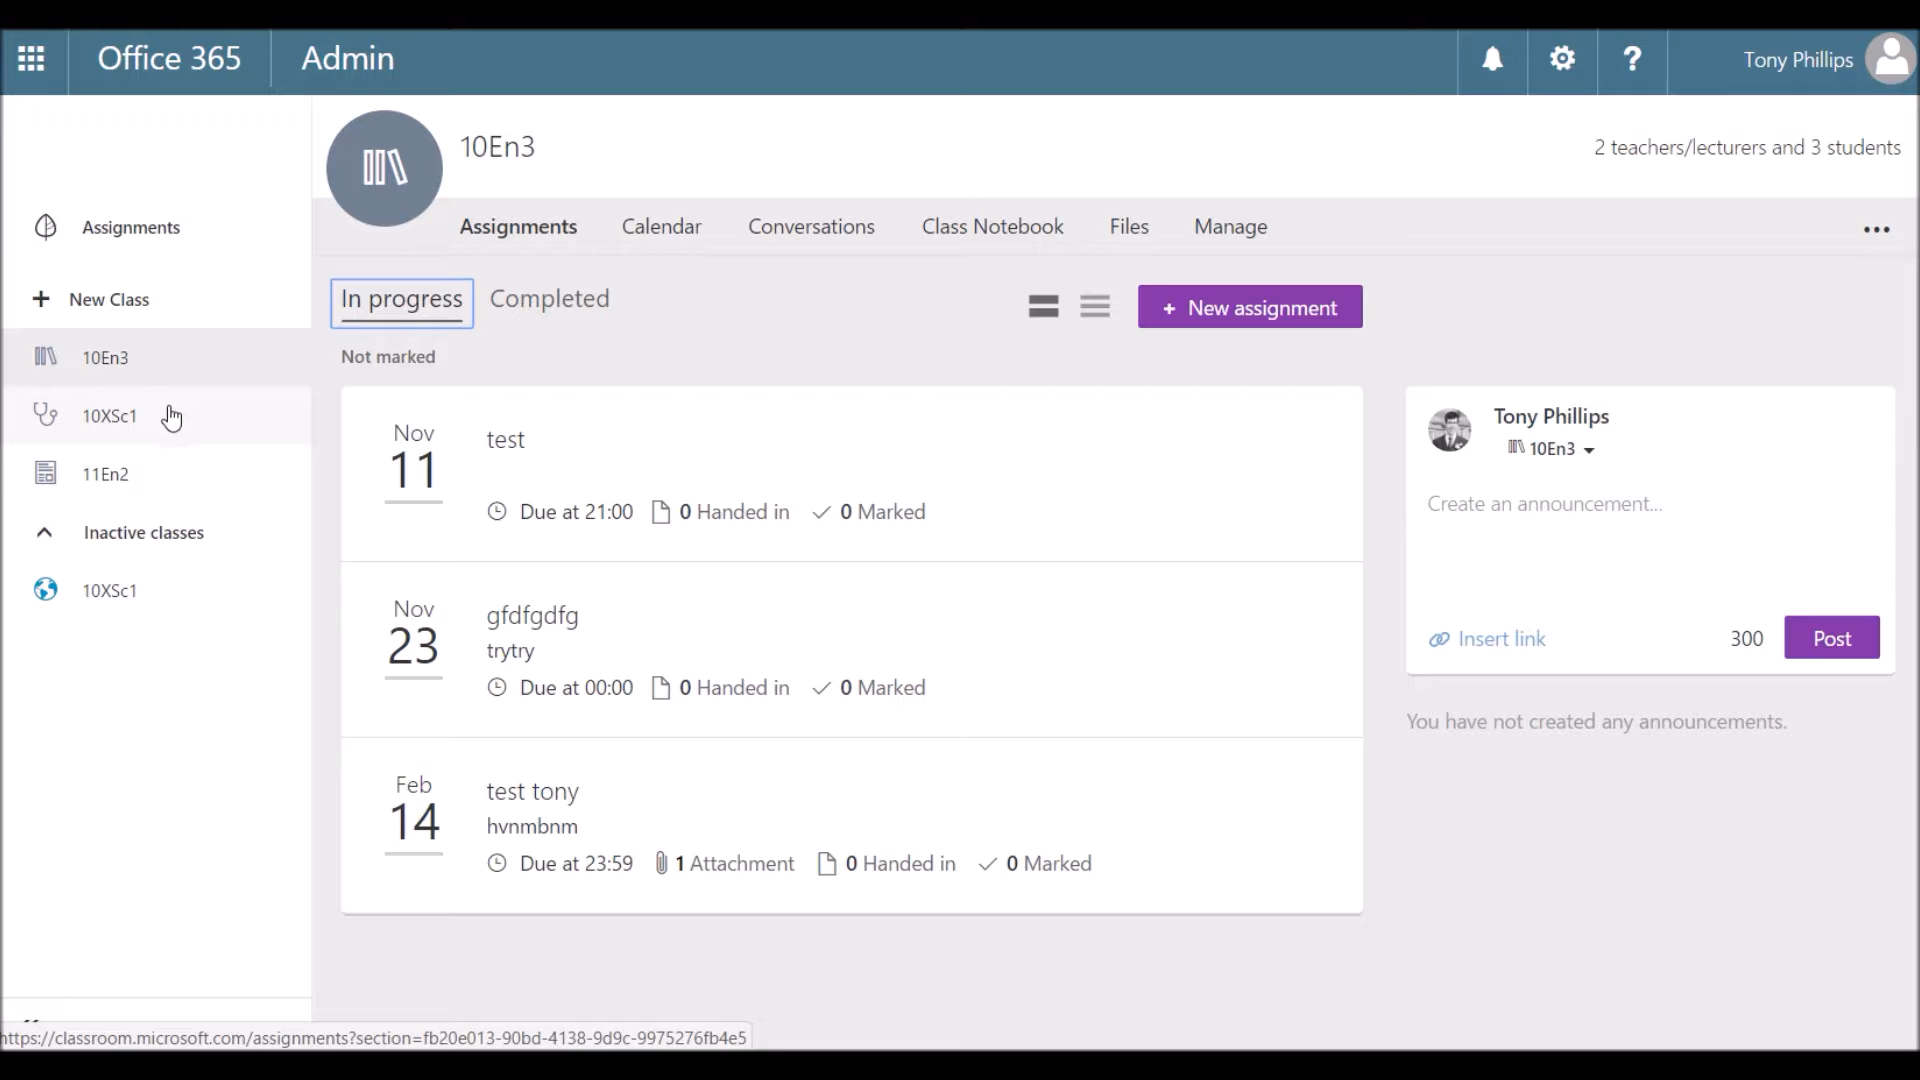 Office 365 Admin ? Tony Phillips
10En3
2 teachers/lecturers and 3 students
Assignments Calendar Conversations Class Notebook Files Manage ...
Assignments
+ New Class
10En3
10XSc1
11En2
Inactive classes
10XSc1
In progress Completed
+ New assignment
Not marked
Nov
11
test
Due at 21:00 0 Handed in 0 Marked
Nov
23
gfdfgdfg
trytry
Due at 00:00 0 Handed in 0 Marked
Feb
14
test tony
hvnmbnm
Due at 23:59 1 Attachment 0 Handed in 0 Marked
Tony Phillips
10En3
Create an announcement...
Insert link 300 Post
You have not created any announcements.
https://classroom.microsoft.com/assignments?section=fb20e013-90bd-4138-9d9c-9975276fb4e5